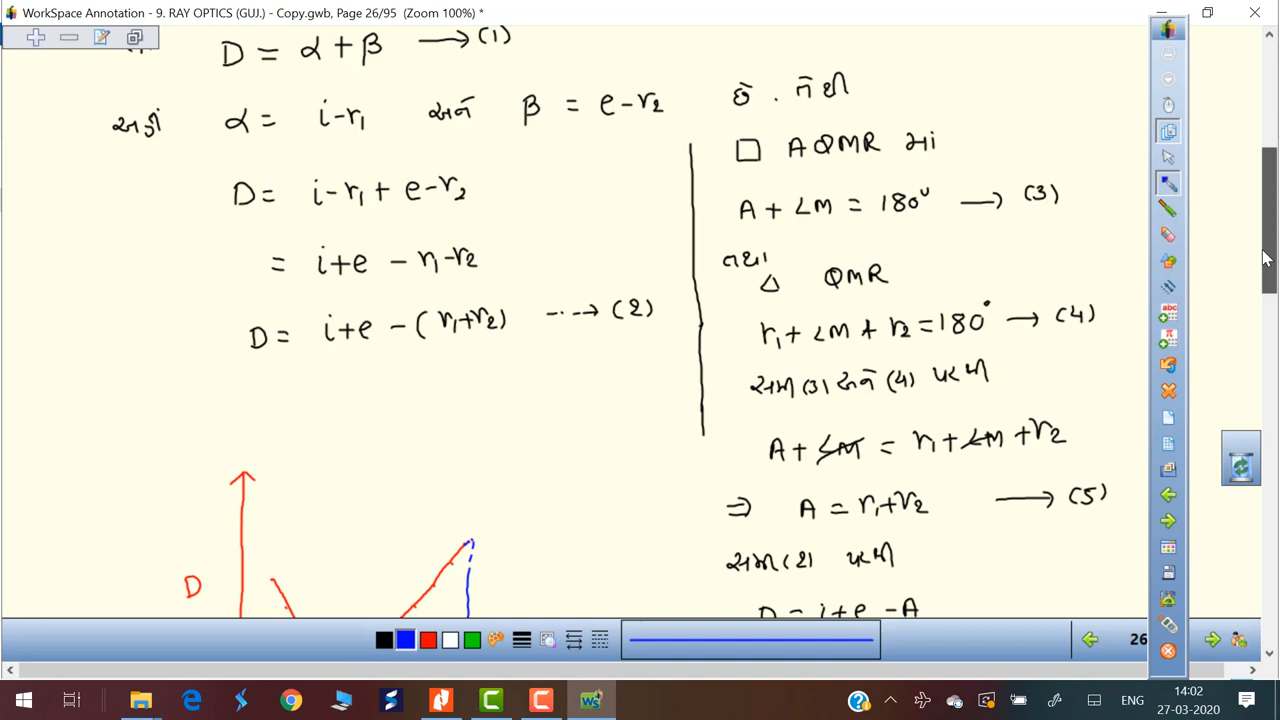 WorkSpace Annotation - 9. RAY OPTICS (GUJ.) - Copy.gwb, Page 26/95 (Zoom 100%) *
D = α + β ⟶ (1)
અહીં α = i-r₁ અને β = e-r₂
D = i-r₁ + e-r₂
= i+e - r₁-r₂
D = i+e - (r₁+r₂) ---> (2)
D
છે. તેથી
□ AQMR માં
A + ∠M = 180° ⟶ (3)
તથા
△ QMR
r₁ + ∠M + r₂ = 180° ⟶ (4)
સમી (3) અને (4) પરથી
A + ∠M = r₁ + ∠M + r₂
⇒ A = r₁+r₂ ⟶ (5)
સમી (2) પરથી
D = i+e -A
abc
π
26
ENG
14:02
27-03-2020